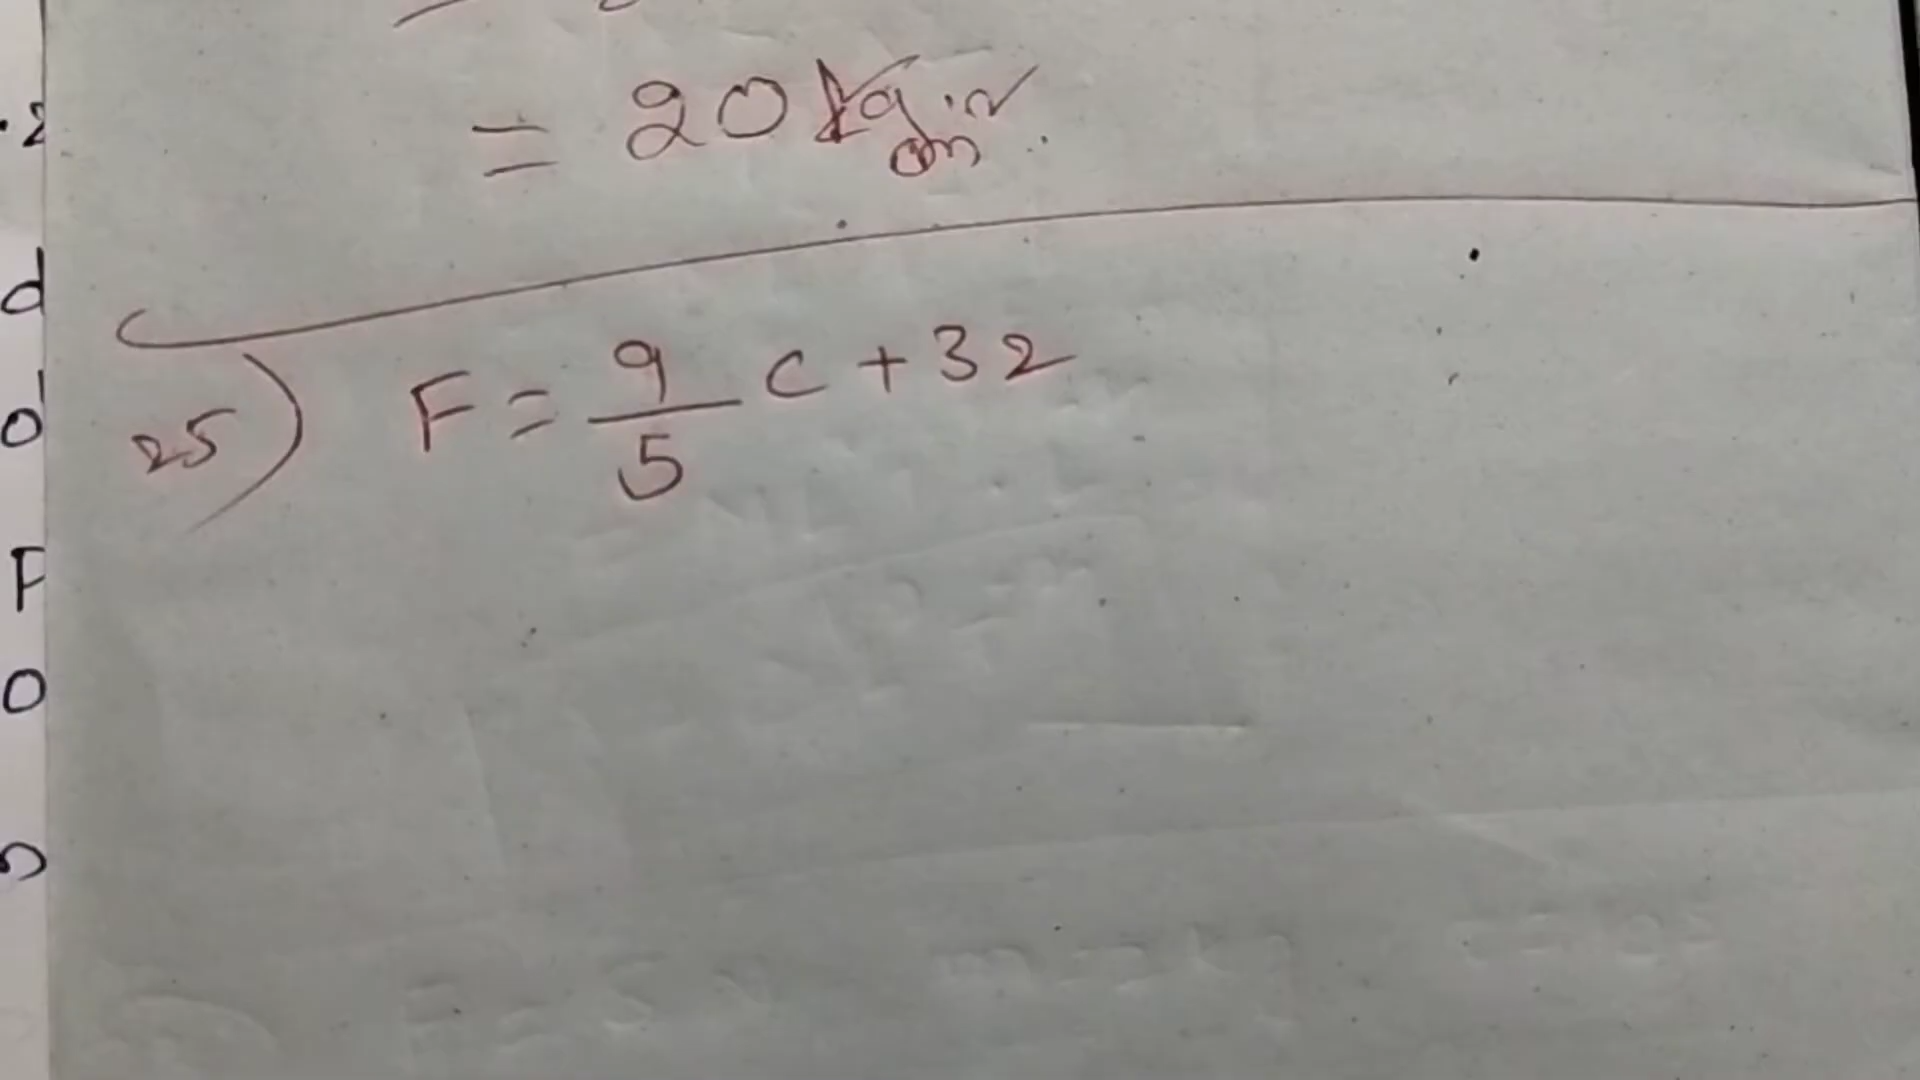 = 20
25) F = 9/5 C + 32